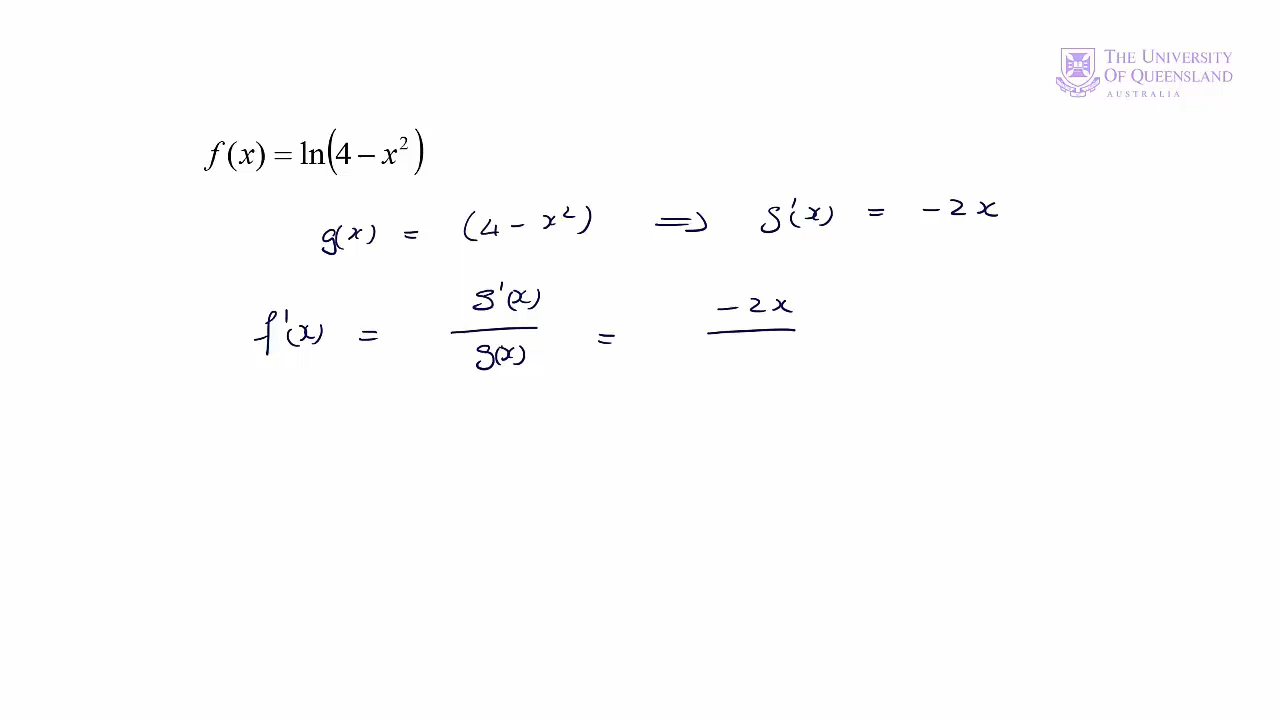 THE UNIVERSITY
OF QUEENSLAND
AUSTRALIA
f(x) = ln(4 − x²)
g(x) = (4 − x²) ⟹ g'(x) = −2x
f'(x) = g'(x)/g(x) = −2x/